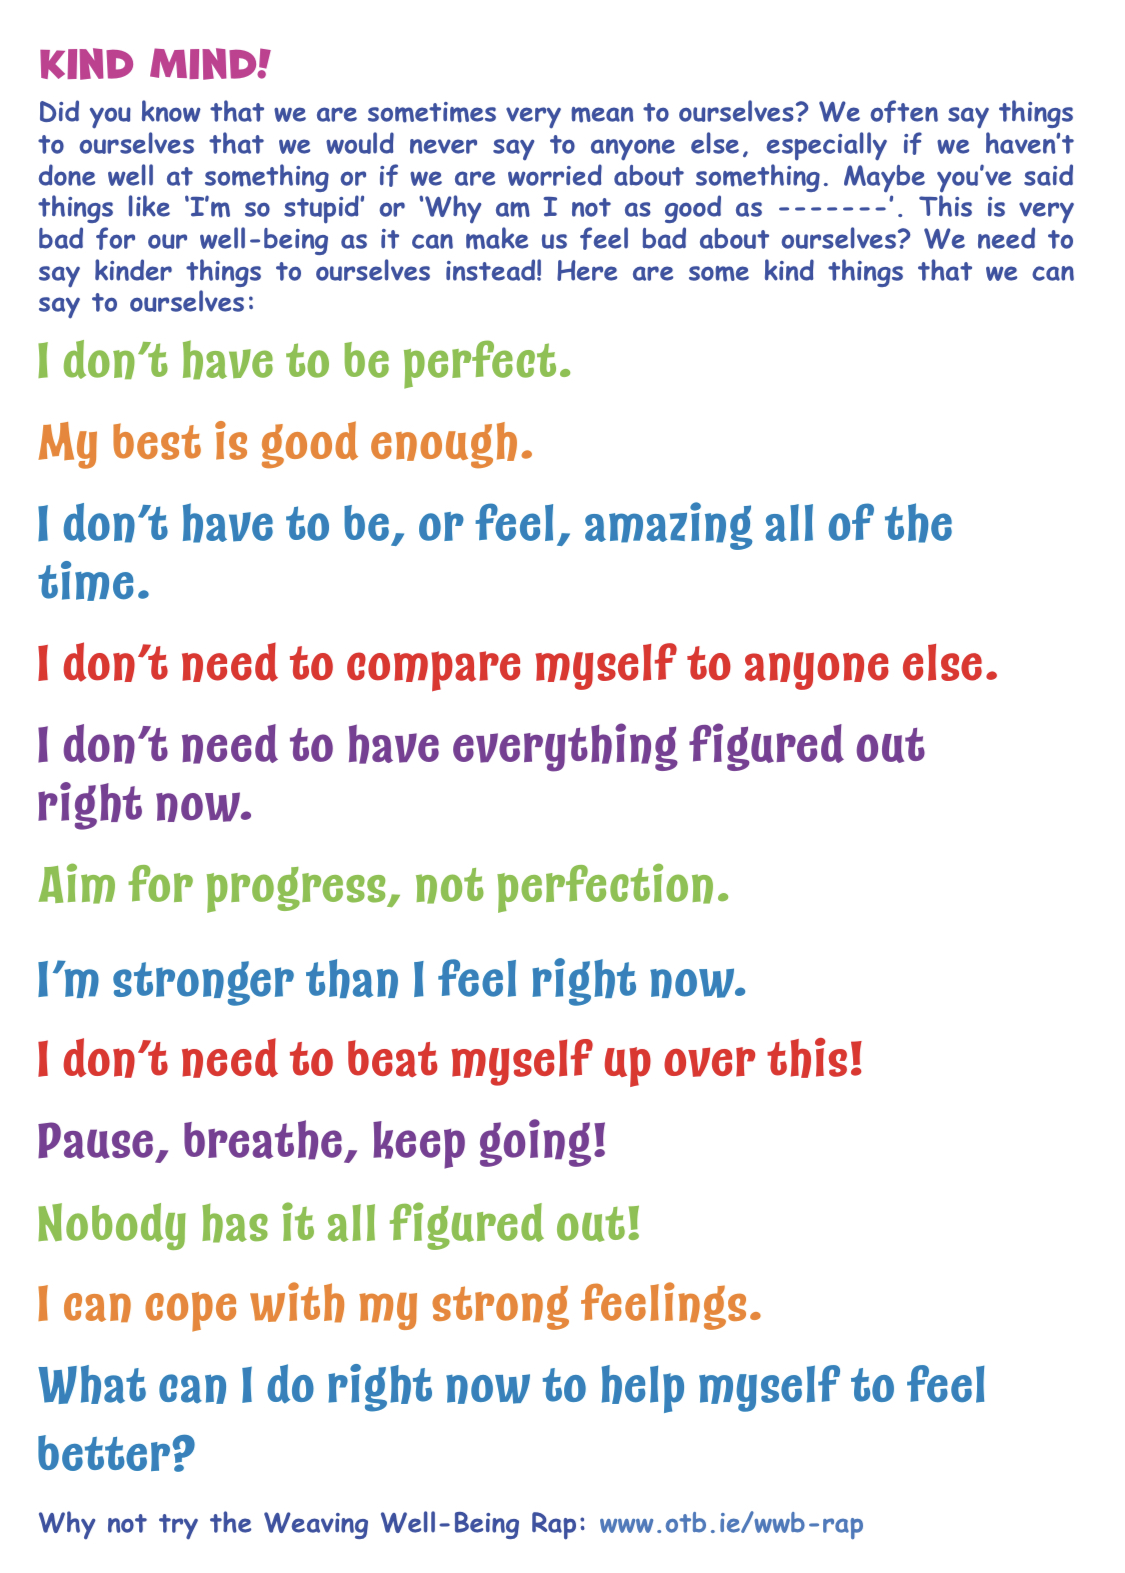 KIND MIND!
Did you know that we are sometimes very mean to ourselves? We often say things
to ourselves that we would never say to anyone else, especially if we haven't
done well at something or if we are worried about something. Maybe you've said
things like 'I'm so stupid' or 'Why am I not as good as -------'. This is very
bad for our well-being as it can make us feel bad about ourselves? We need to
say kinder things to ourselves instead! Here are some kind things that we can
say to ourselves:
I don't have to be perfect.
My best is good enough.
I don't have to be, or feel, amazing all of the
time.
I don't need to compare myself to anyone else.
I don't need to have everything figured out
right now.
Aim for progress, not perfection.
I'm stronger than I feel right now.
I don't need to beat myself up over this!
Pause, breathe, keep going!
Nobody has it all figured out!
I can cope with my strong feelings.
What can I do right now to help myself to feel
better?
Why not try the Weaving Well-Being Rap: www.otb.ie/wwb-rap